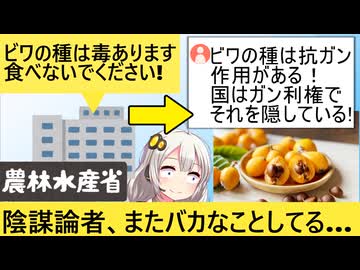 ビワの種は毒あります
食べないでください!
ビワの種は抗ガン
作用がある!
国はガン利権で
それを隠している!
農林水産省
陰謀論者、またバカなことしてる...